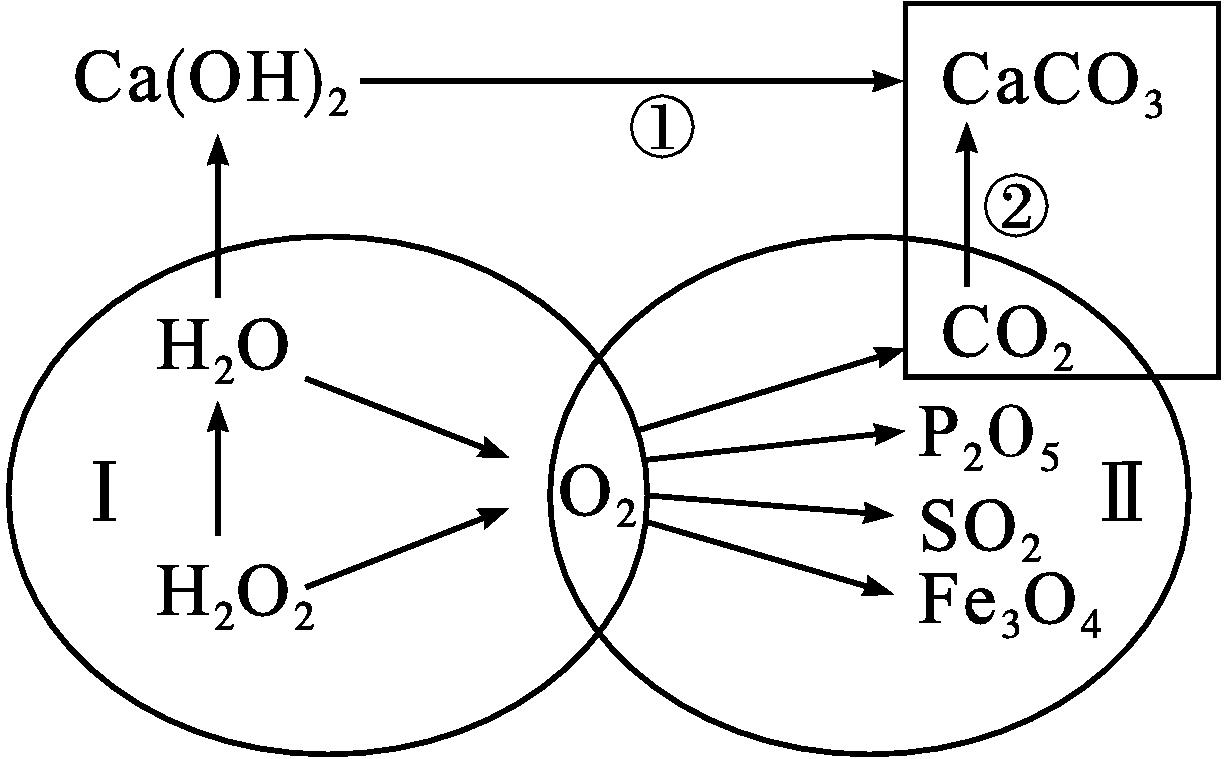 Ca(OH)₂ ① CaCO₃
②
H₂O CO₂
P₂O₅
Ⅰ O₂ Ⅱ
SO₂
H₂O₂ Fe₃O₄